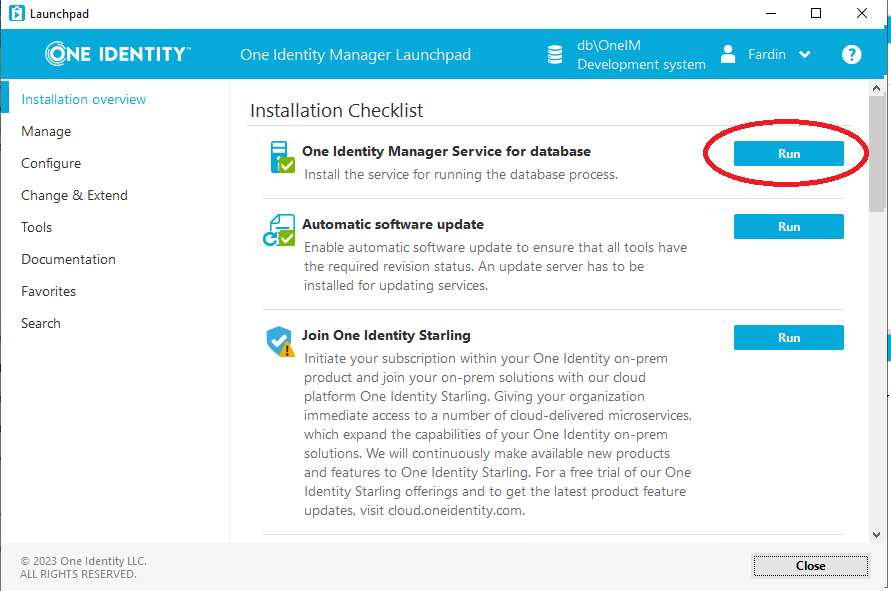 Launchpad
ONE IDENTITY™
One Identity Manager Launchpad
db\OneIM
Development system
Fardin
?
Installation overview
Manage
Configure
Change & Extend
Tools
Documentation
Favorites
Search
Installation Checklist
One Identity Manager Service for database
Install the service for running the database process.
Run
Automatic software update
Enable automatic software update to ensure that all tools have
the required revision status. An update server has to be
installed for updating services.
Run
Join One Identity Starling
Initiate your subscription within your One Identity on-prem
product and join your on-prem solutions with our cloud
platform One Identity Starling. Giving your organization
immediate access to a number of cloud-delivered microservices,
which expand the capabilities of your One Identity on-prem
solutions. We will continuously make available new products
and features to One Identity Starling. For a free trial of our One
Identity Starling offerings and to get the latest product feature
updates, visit cloud.oneidentity.com.
Run
© 2023 One Identity LLC.
ALL RIGHTS RESERVED.
Close